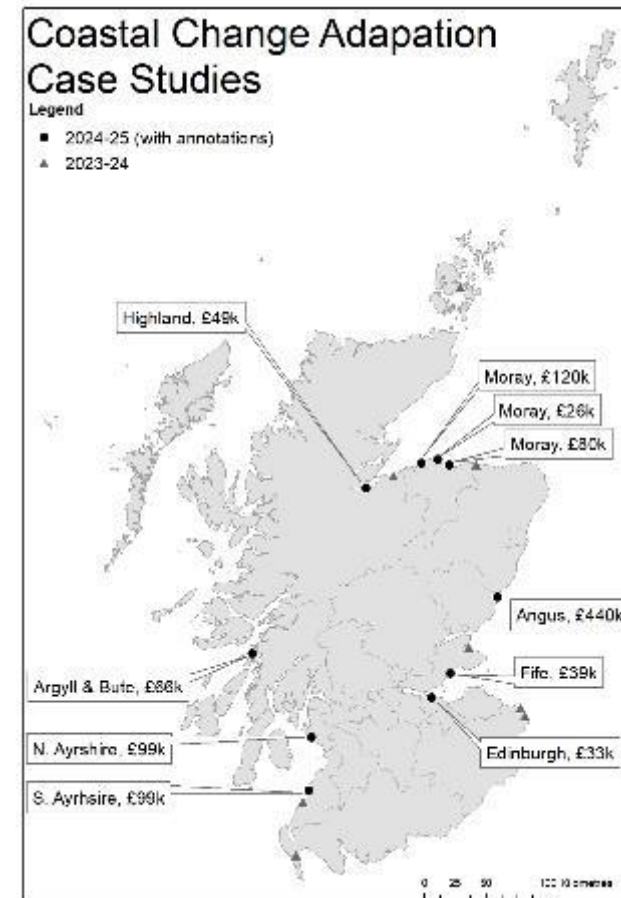 Coastal Change Adapation
Case Studies
Legend
2024-25 (with annotations)
2023-24
Highland, £49k
Moray, £120k
Moray, £26k
Moray, £80k
Angus, £440k
Argyll & Bute, £66k
Fife, £39k
N. Ayrshire, £99k
Edinburgh, £33k
S. Ayrhsire, £99k
0 25 50 100 Kilometres